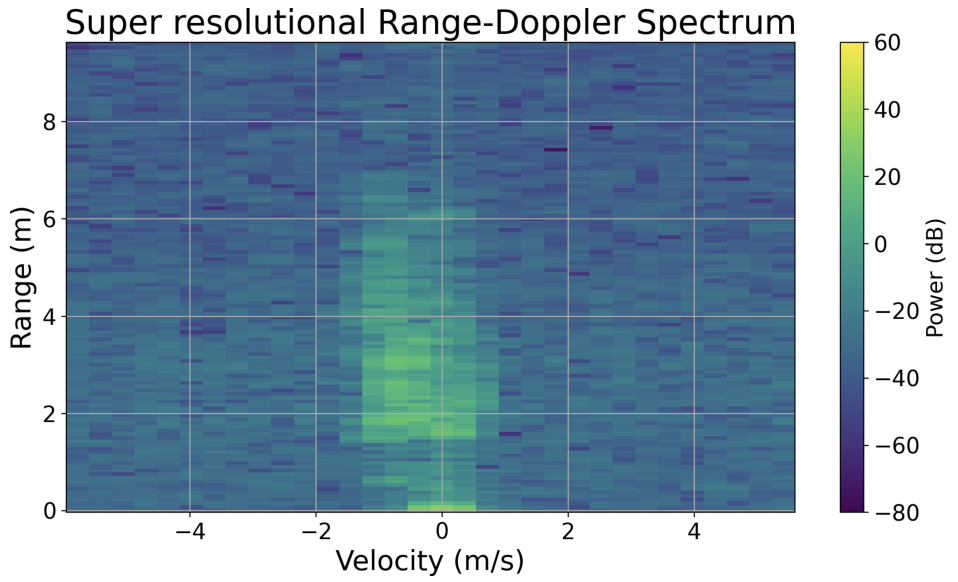 Super resolutional Range-Doppler Spectrum
Range (m)
8
6
4
2
0
−4 −2 0 2 4
Velocity (m/s)
60
40
20
0
−20
−40
−60
−80
Power (dB)